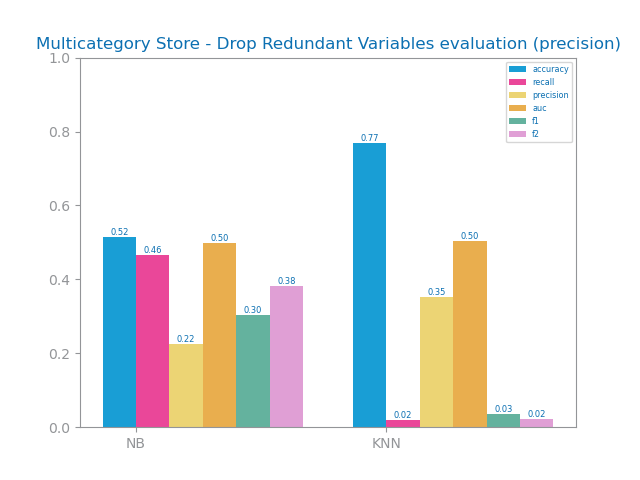 Multicategory Store - Drop Redundant Variables evaluation (precision)
1.0
0.8
0.6
0.4
0.2
0.0
accuracy
recall
precision
auc
f1
f2
0.52
0.46
0.22
0.50
0.30
0.38
0.77
0.02
0.35
0.50
0.03
0.02
NB
KNN